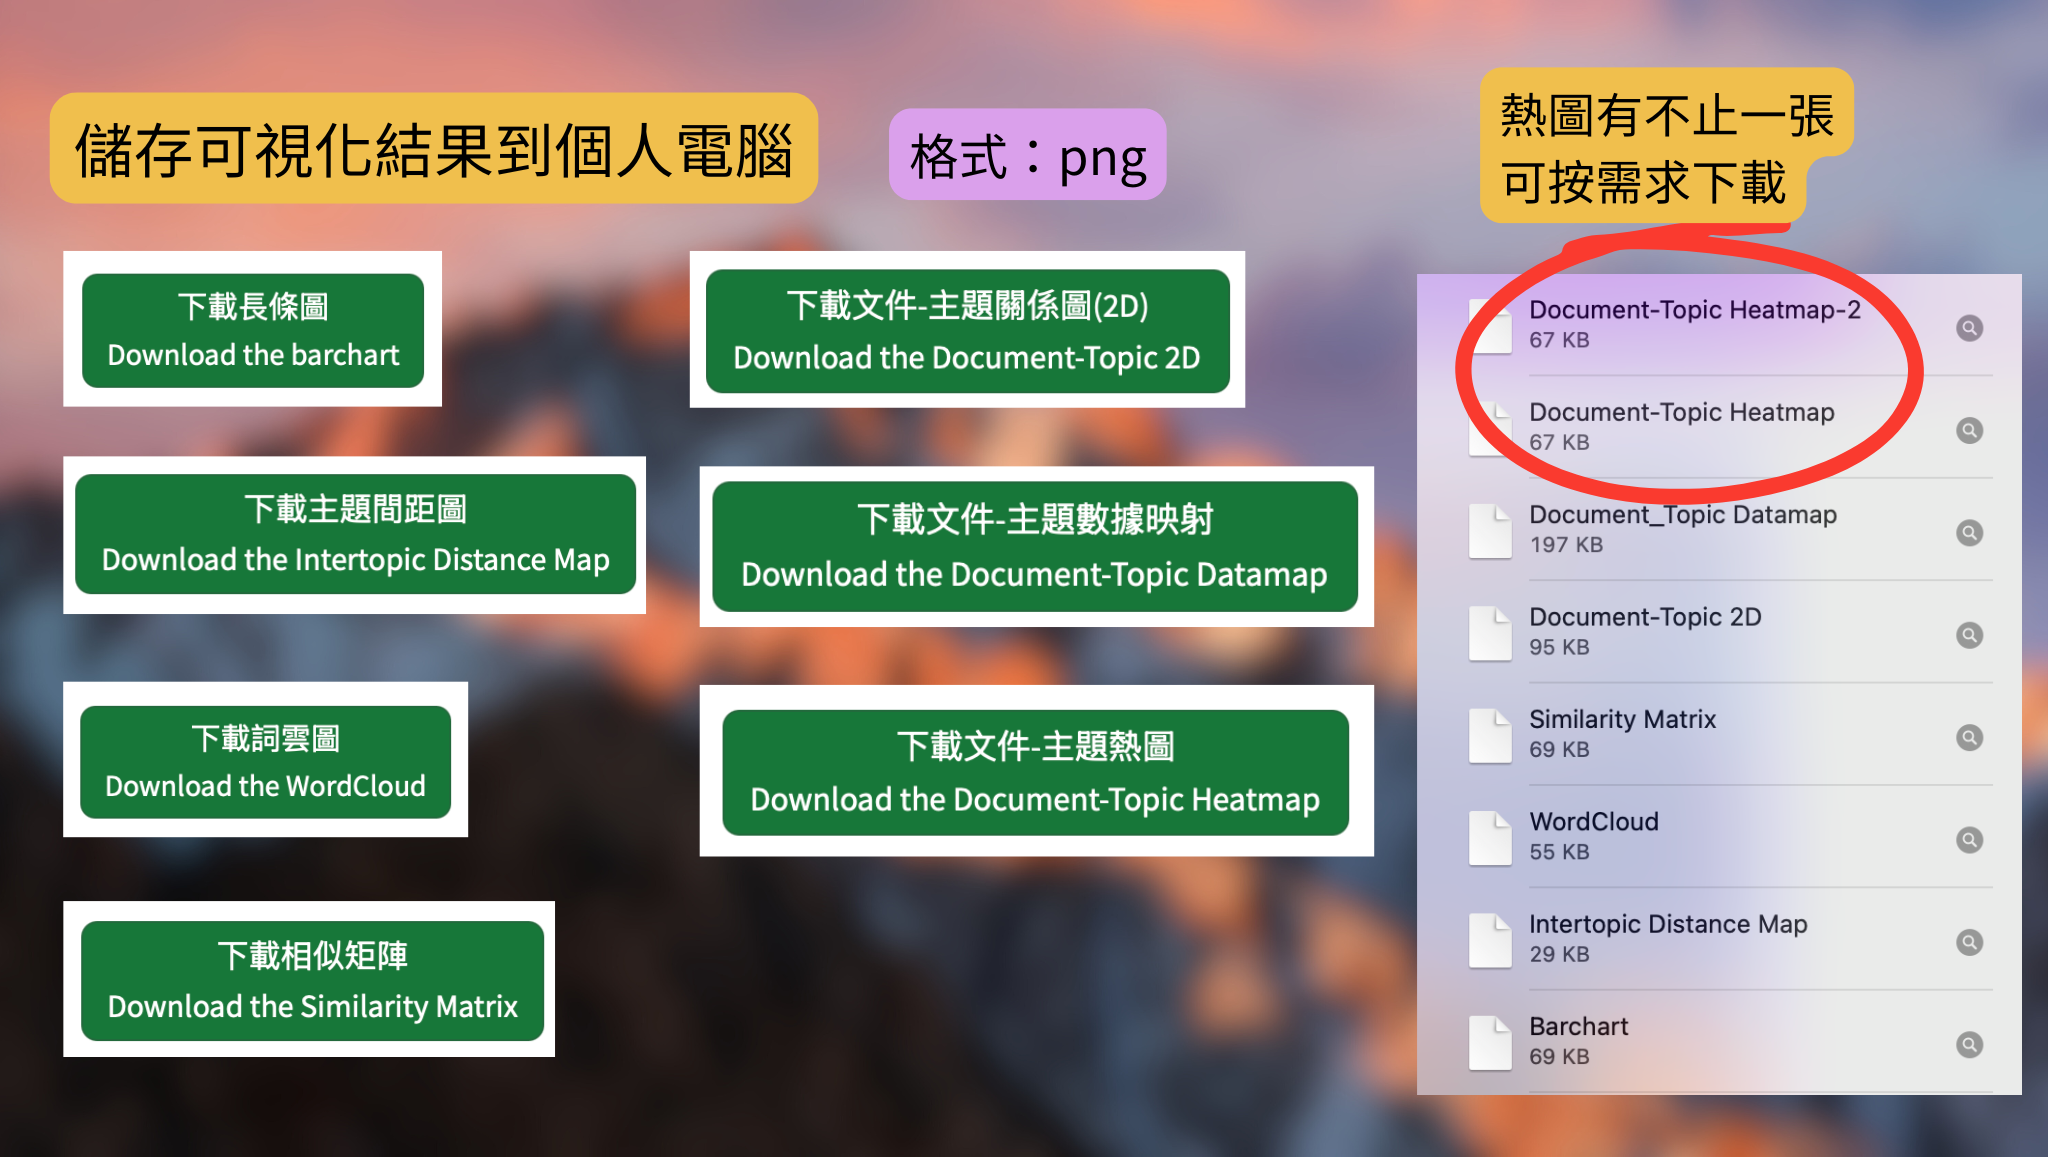 儲存可視化結果到個人電腦
格式：png
熱圖有不止一張
可按需求下載
下載長條圖
Download the barchart
下載主題間距圖
Download the Intertopic Distance Map
下載詞雲圖
Download the WordCloud
下載相似矩陣
Download the Similarity Matrix
下載文件-主題關係圖(2D)
Download the Document-Topic 2D
下載文件-主題數據映射
Download the Document-Topic Datamap
下載文件-主題熱圖
Download the Document-Topic Heatmap
Document-Topic Heatmap-2
67 KB
Document-Topic Heatmap
67 KB
Document_Topic Datamap
197 KB
Document-Topic 2D
95 KB
Similarity Matrix
69 KB
WordCloud
55 KB
Intertopic Distance Map
29 KB
Barchart
69 KB